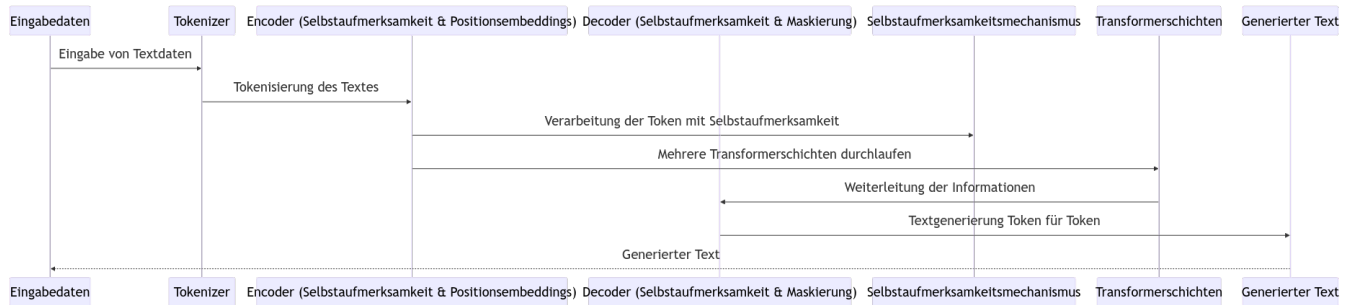 Eingabedaten
Tokenizer
Encoder (Selbstaufmerksamkeit & Positionsembeddings)
Decoder (Selbstaufmerksamkeit & Maskierung)
Selbstaufmerksamkeitsmechanismus
Transformerschichten
Generierter Text
Eingabe von Textdaten
Tokenisierung des Textes
Verarbeitung der Token mit Selbstaufmerksamkeit
Mehrere Transformerschichten durchlaufen
Weiterleitung der Informationen
Textgenerierung Token für Token
Generierter Text
Eingabedaten
Tokenizer
Encoder (Selbstaufmerksamkeit & Positionsembeddings)
Decoder (Selbstaufmerksamkeit & Maskierung)
Selbstaufmerksamkeitsmechanismus
Transformerschichten
Generierter Text